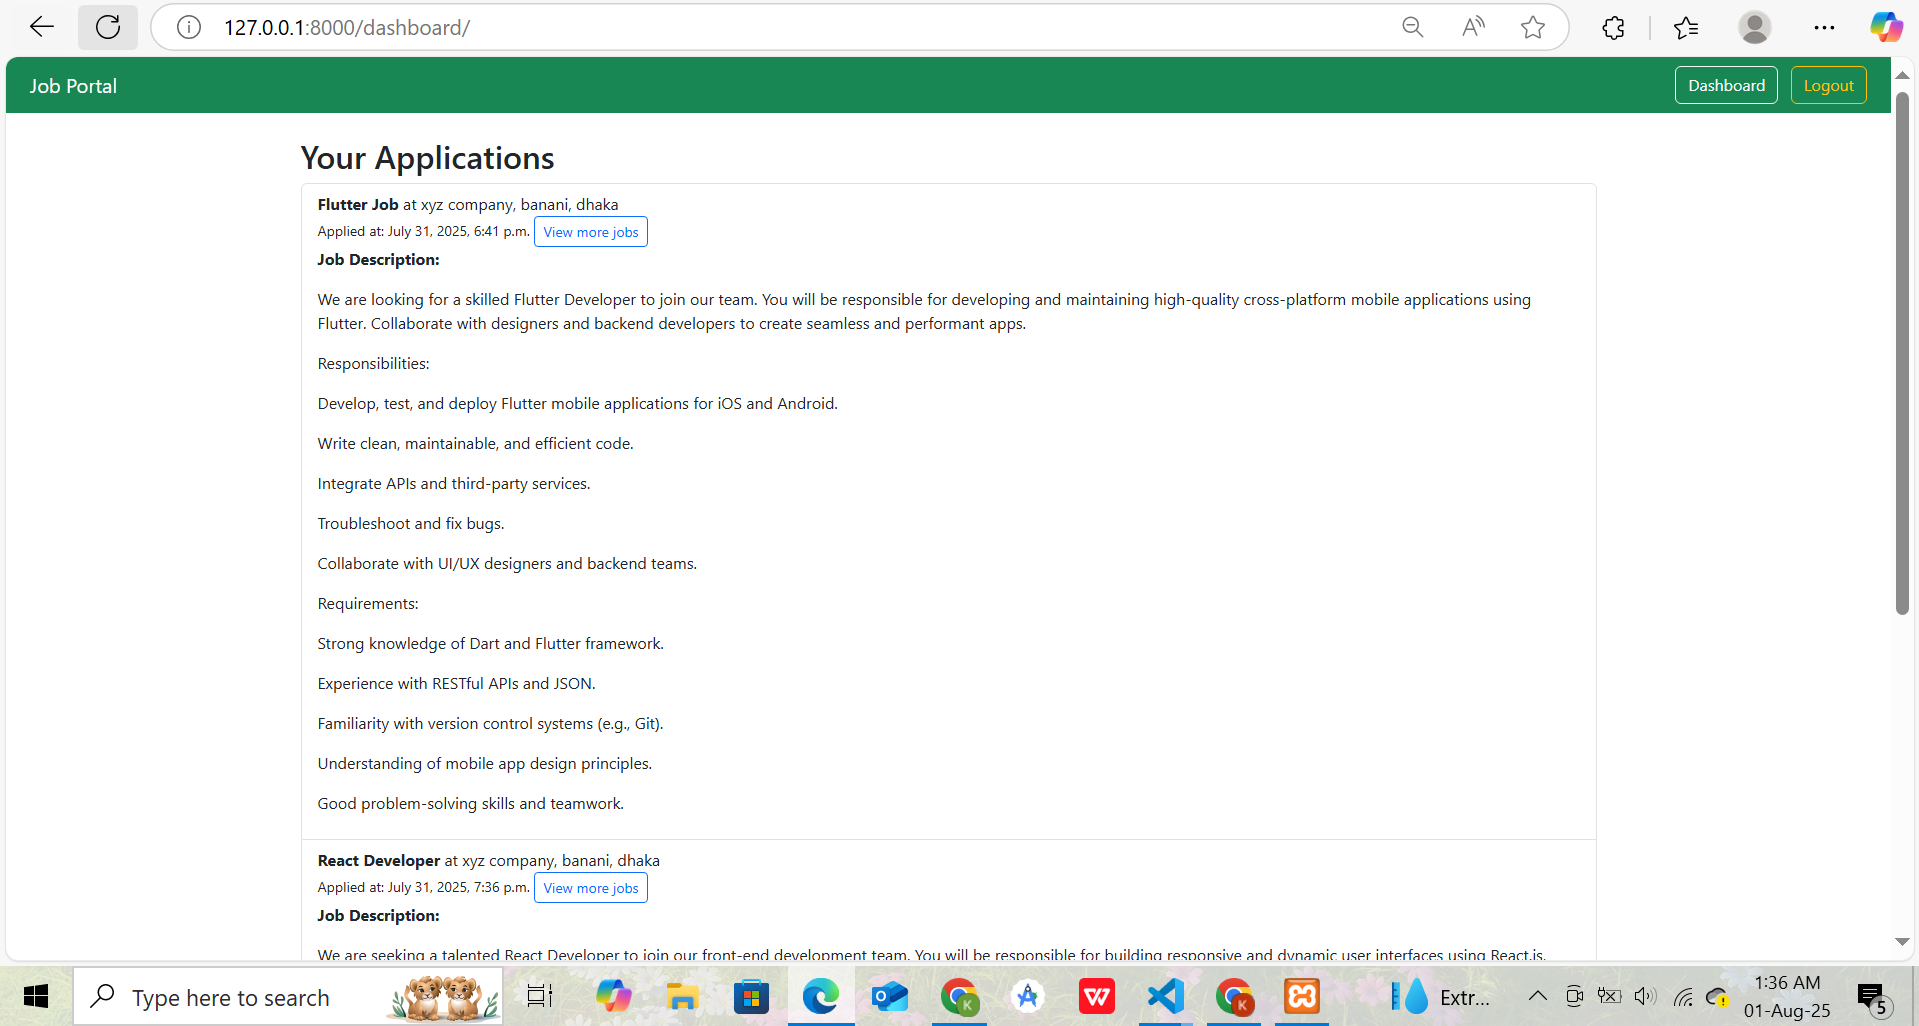 127.0.0.1:8000/dashboard/
Job Portal
Dashboard
Logout
Your Applications
Flutter Job at xyz company, banani, dhaka
Applied at: July 31, 2025, 6:41 p.m. View more jobs
Job Description:
We are looking for a skilled Flutter Developer to join our team. You will be responsible for developing and maintaining high-quality cross-platform mobile applications using
Flutter. Collaborate with designers and backend developers to create seamless and performant apps.
Responsibilities:
Develop, test, and deploy Flutter mobile applications for iOS and Android.
Write clean, maintainable, and efficient code.
Integrate APIs and third-party services.
Troubleshoot and fix bugs.
Collaborate with UI/UX designers and backend teams.
Requirements:
Strong knowledge of Dart and Flutter framework.
Experience with RESTful APIs and JSON.
Familiarity with version control systems (e.g., Git).
Understanding of mobile app design principles.
Good problem-solving skills and teamwork.
React Developer at xyz company, banani, dhaka
Applied at: July 31, 2025, 7:36 p.m. View more jobs
Job Description:
We are seeking a talented React Developer to join our front-end development team. You will be responsible for building responsive and dynamic user interfaces using React.js.
Type here to search
Extr...
1:36 AM
01-Aug-25
5